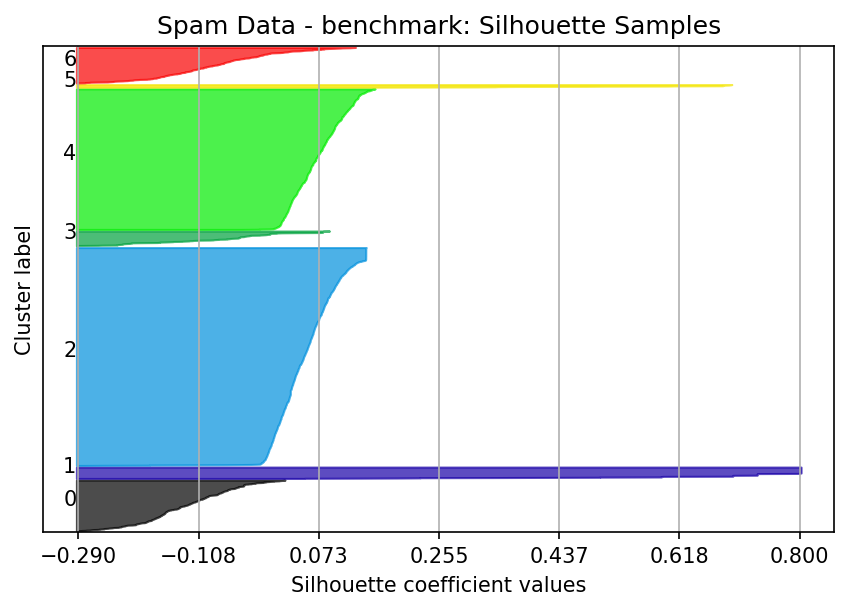 Spam Data - benchmark: Silhouette Samples
6
5
4
3
2
1
0
Cluster label
−0.290 −0.108 0.073 0.255 0.437 0.618 0.800
Silhouette coefficient values